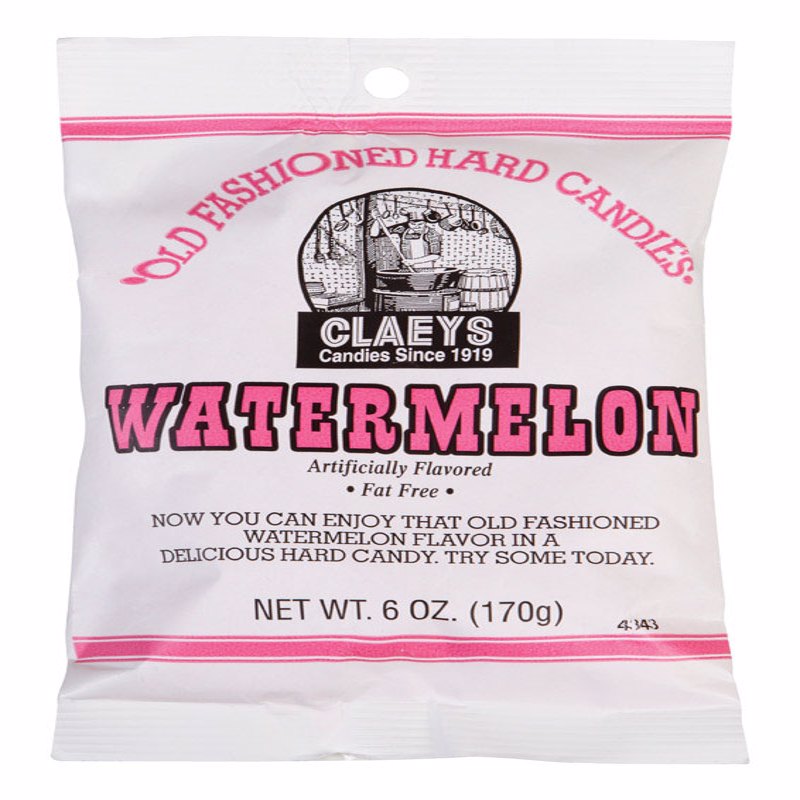 OLD FASHIONED HARD CANDIES
CLAEYS
Candies Since 1919
WATERMELON
Artificially Flavored
• Fat Free •
NOW YOU CAN ENJOY THAT OLD FASHIONED
WATERMELON FLAVOR IN A
DELICIOUS HARD CANDY. TRY SOME TODAY.
NET WT. 6 OZ. (170g)
4343